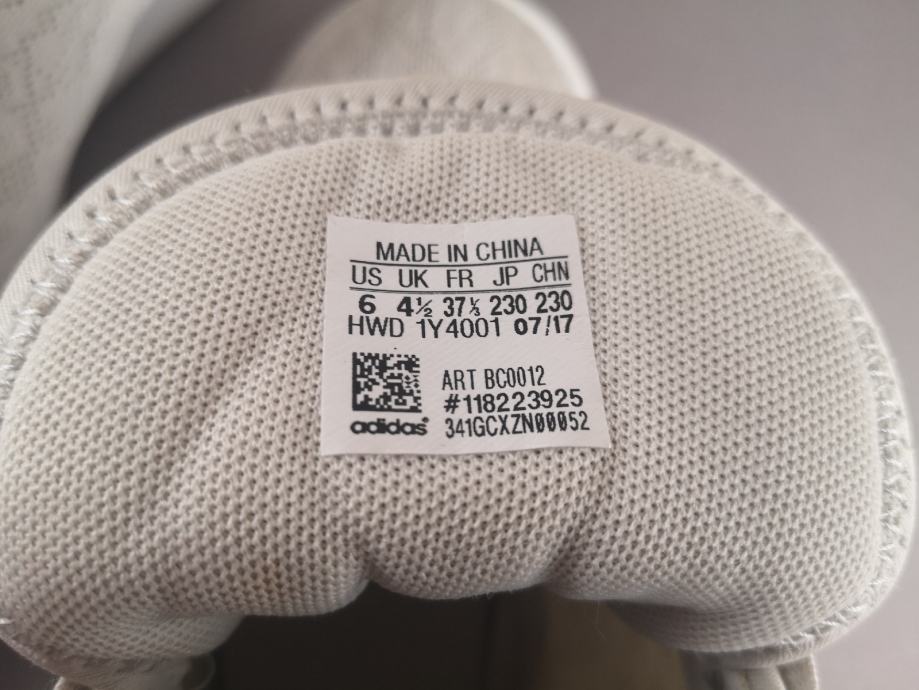 MADE IN CHINA
US UK FR JP CHN
6 4½ 37⅓ 230 230
HWD 1Y4001 07/17
ART BC0012
#118223925
adidas® 341GCXZN00052